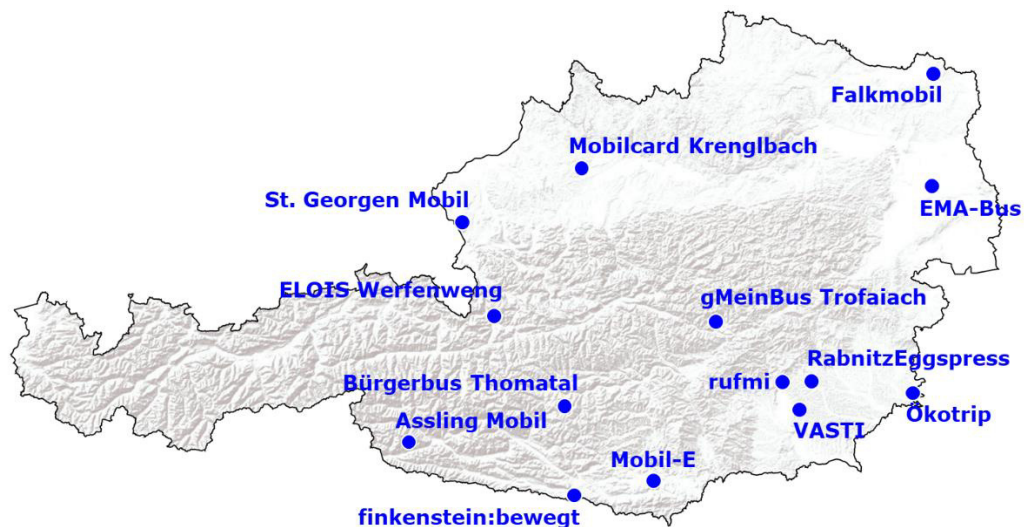 Falkmobil
Mobilcard Krenglbach
St. Georgen Mobil
EMA-Bus
ELOIS Werfenweng
gMeinBus Trofaiach
RabnitzEggspress
Bürgerbus Thomatal
rufmi
Assling Mobil
Ökotrip
VASTI
Mobil-E
finkenstein:bewegt